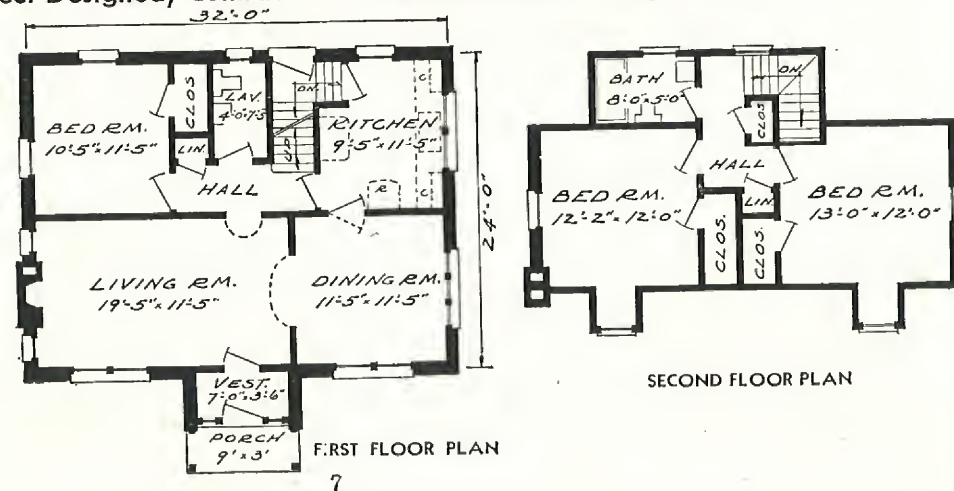 32'-0"
BED RM.
10'-5" x 11'-5"
CLOS
LIN.
LAV.
4'-0" 7'-5"
DN.
UP
KITCHEN
9'-5" x 11'-5"
C
C
R
HALL
24'-0"
LIVING RM.
19'-5" x 11'-5"
DINING RM.
11'-5" x 11'-5"
VEST.
7'-0" x 3'-6"
PORCH
9' x 3'
FIRST FLOOR PLAN
7
BATH
8'-0" x 5'-0"
DN.
CLOS
HALL
BED RM.
12'-2" x 12'-0"
CLOS.
LIN.
CLOS.
BED RM.
13'-0" x 12'-0"
SECOND FLOOR PLAN